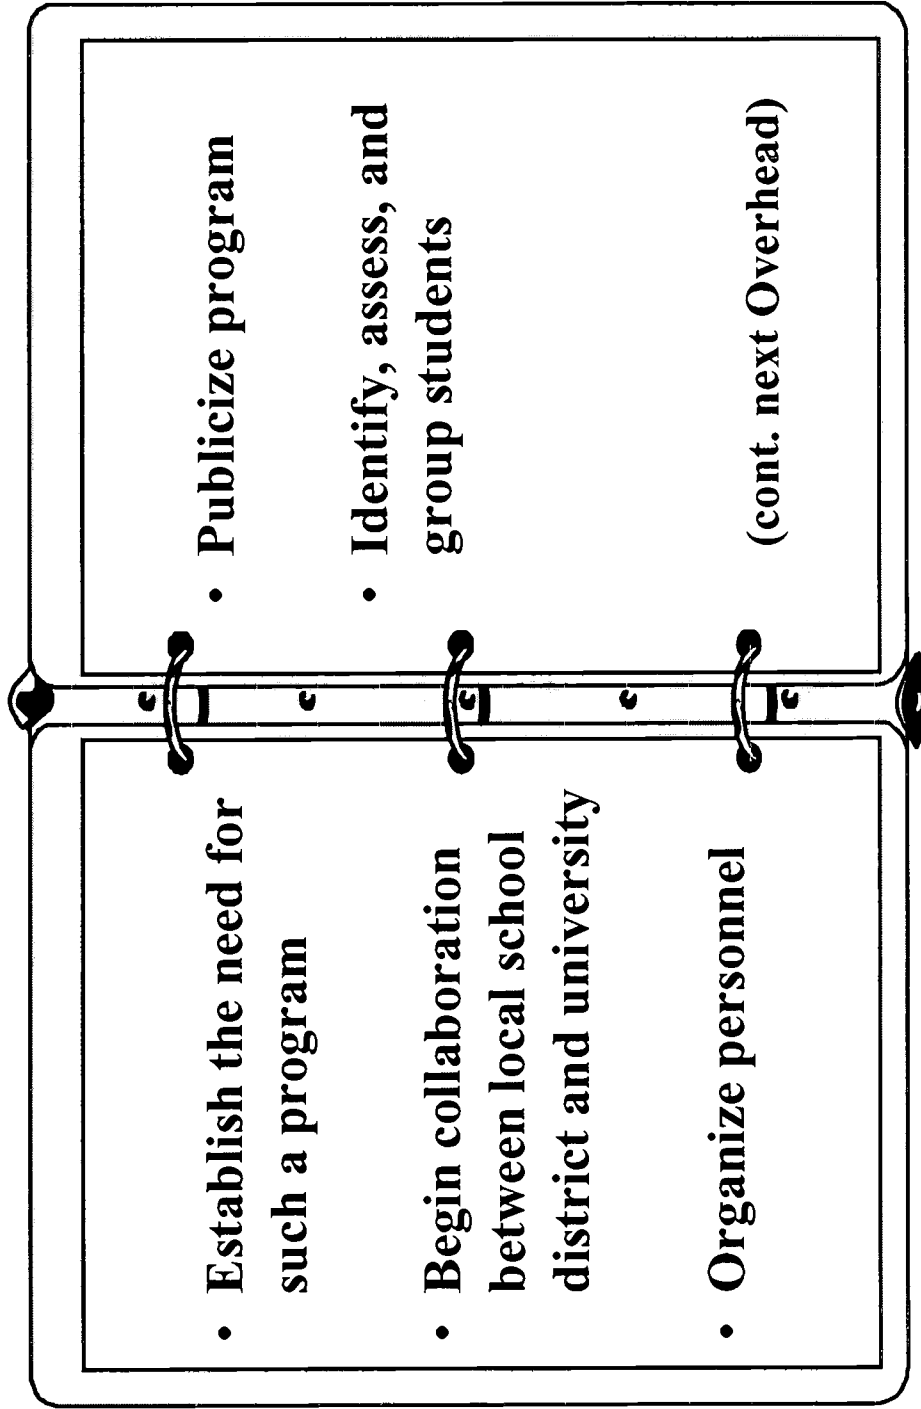 • Establish the need for
such a program
• Begin collaboration
between local school
district and university
• Organize personnel
• Publicize program
• Identify, assess, and
group students
(cont. next Overhead)